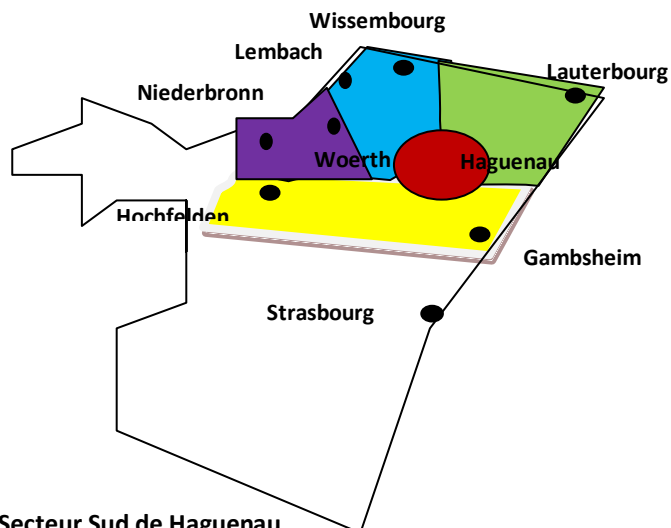 Wissembourg
Lembach
Lauterbourg
Niederbronn
Woerth
Haguenau
Hochfelden
Gambsheim
Strasbourg
Secteur Sud de Haguenau